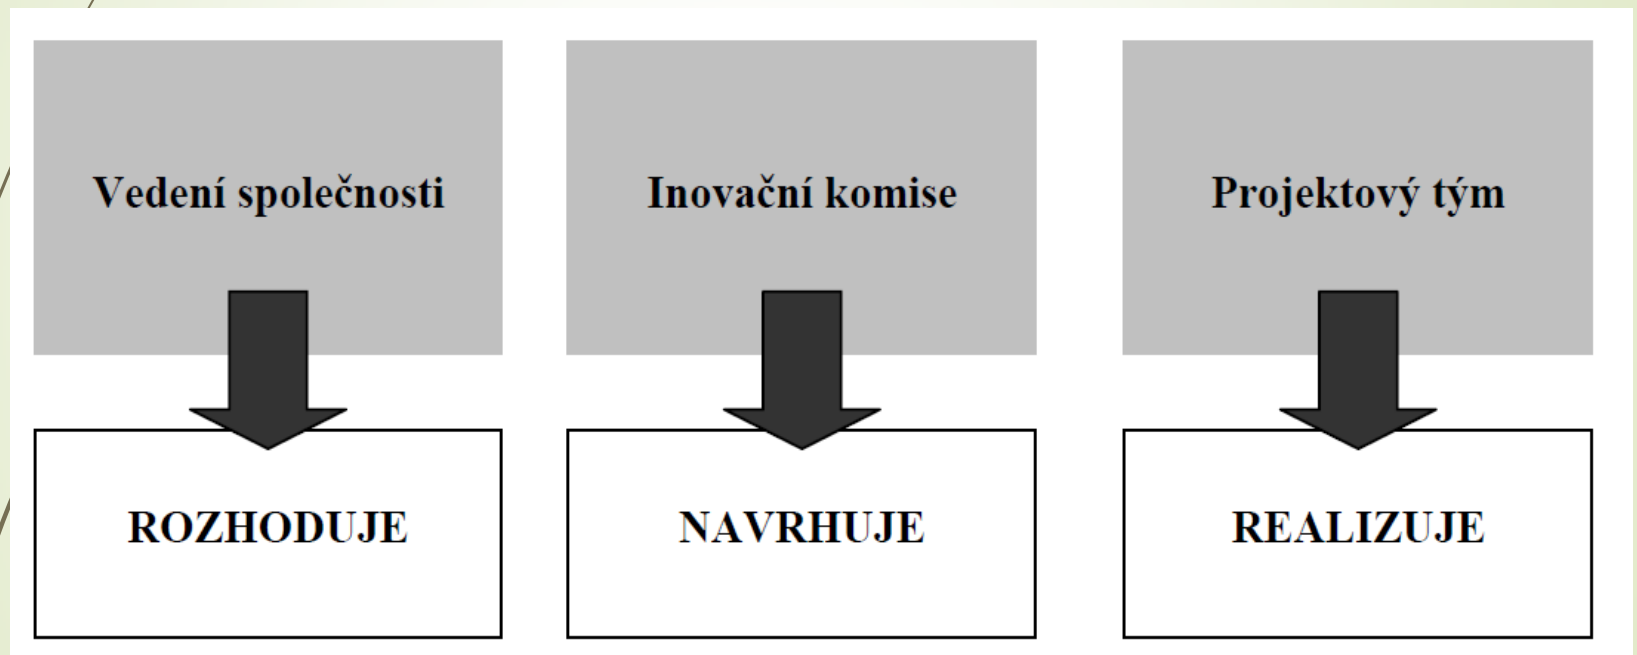 Vedení společnosti
Inovační komise
Projektový tým
ROZHODUJE
NAVRHUJE
REALIZUJE